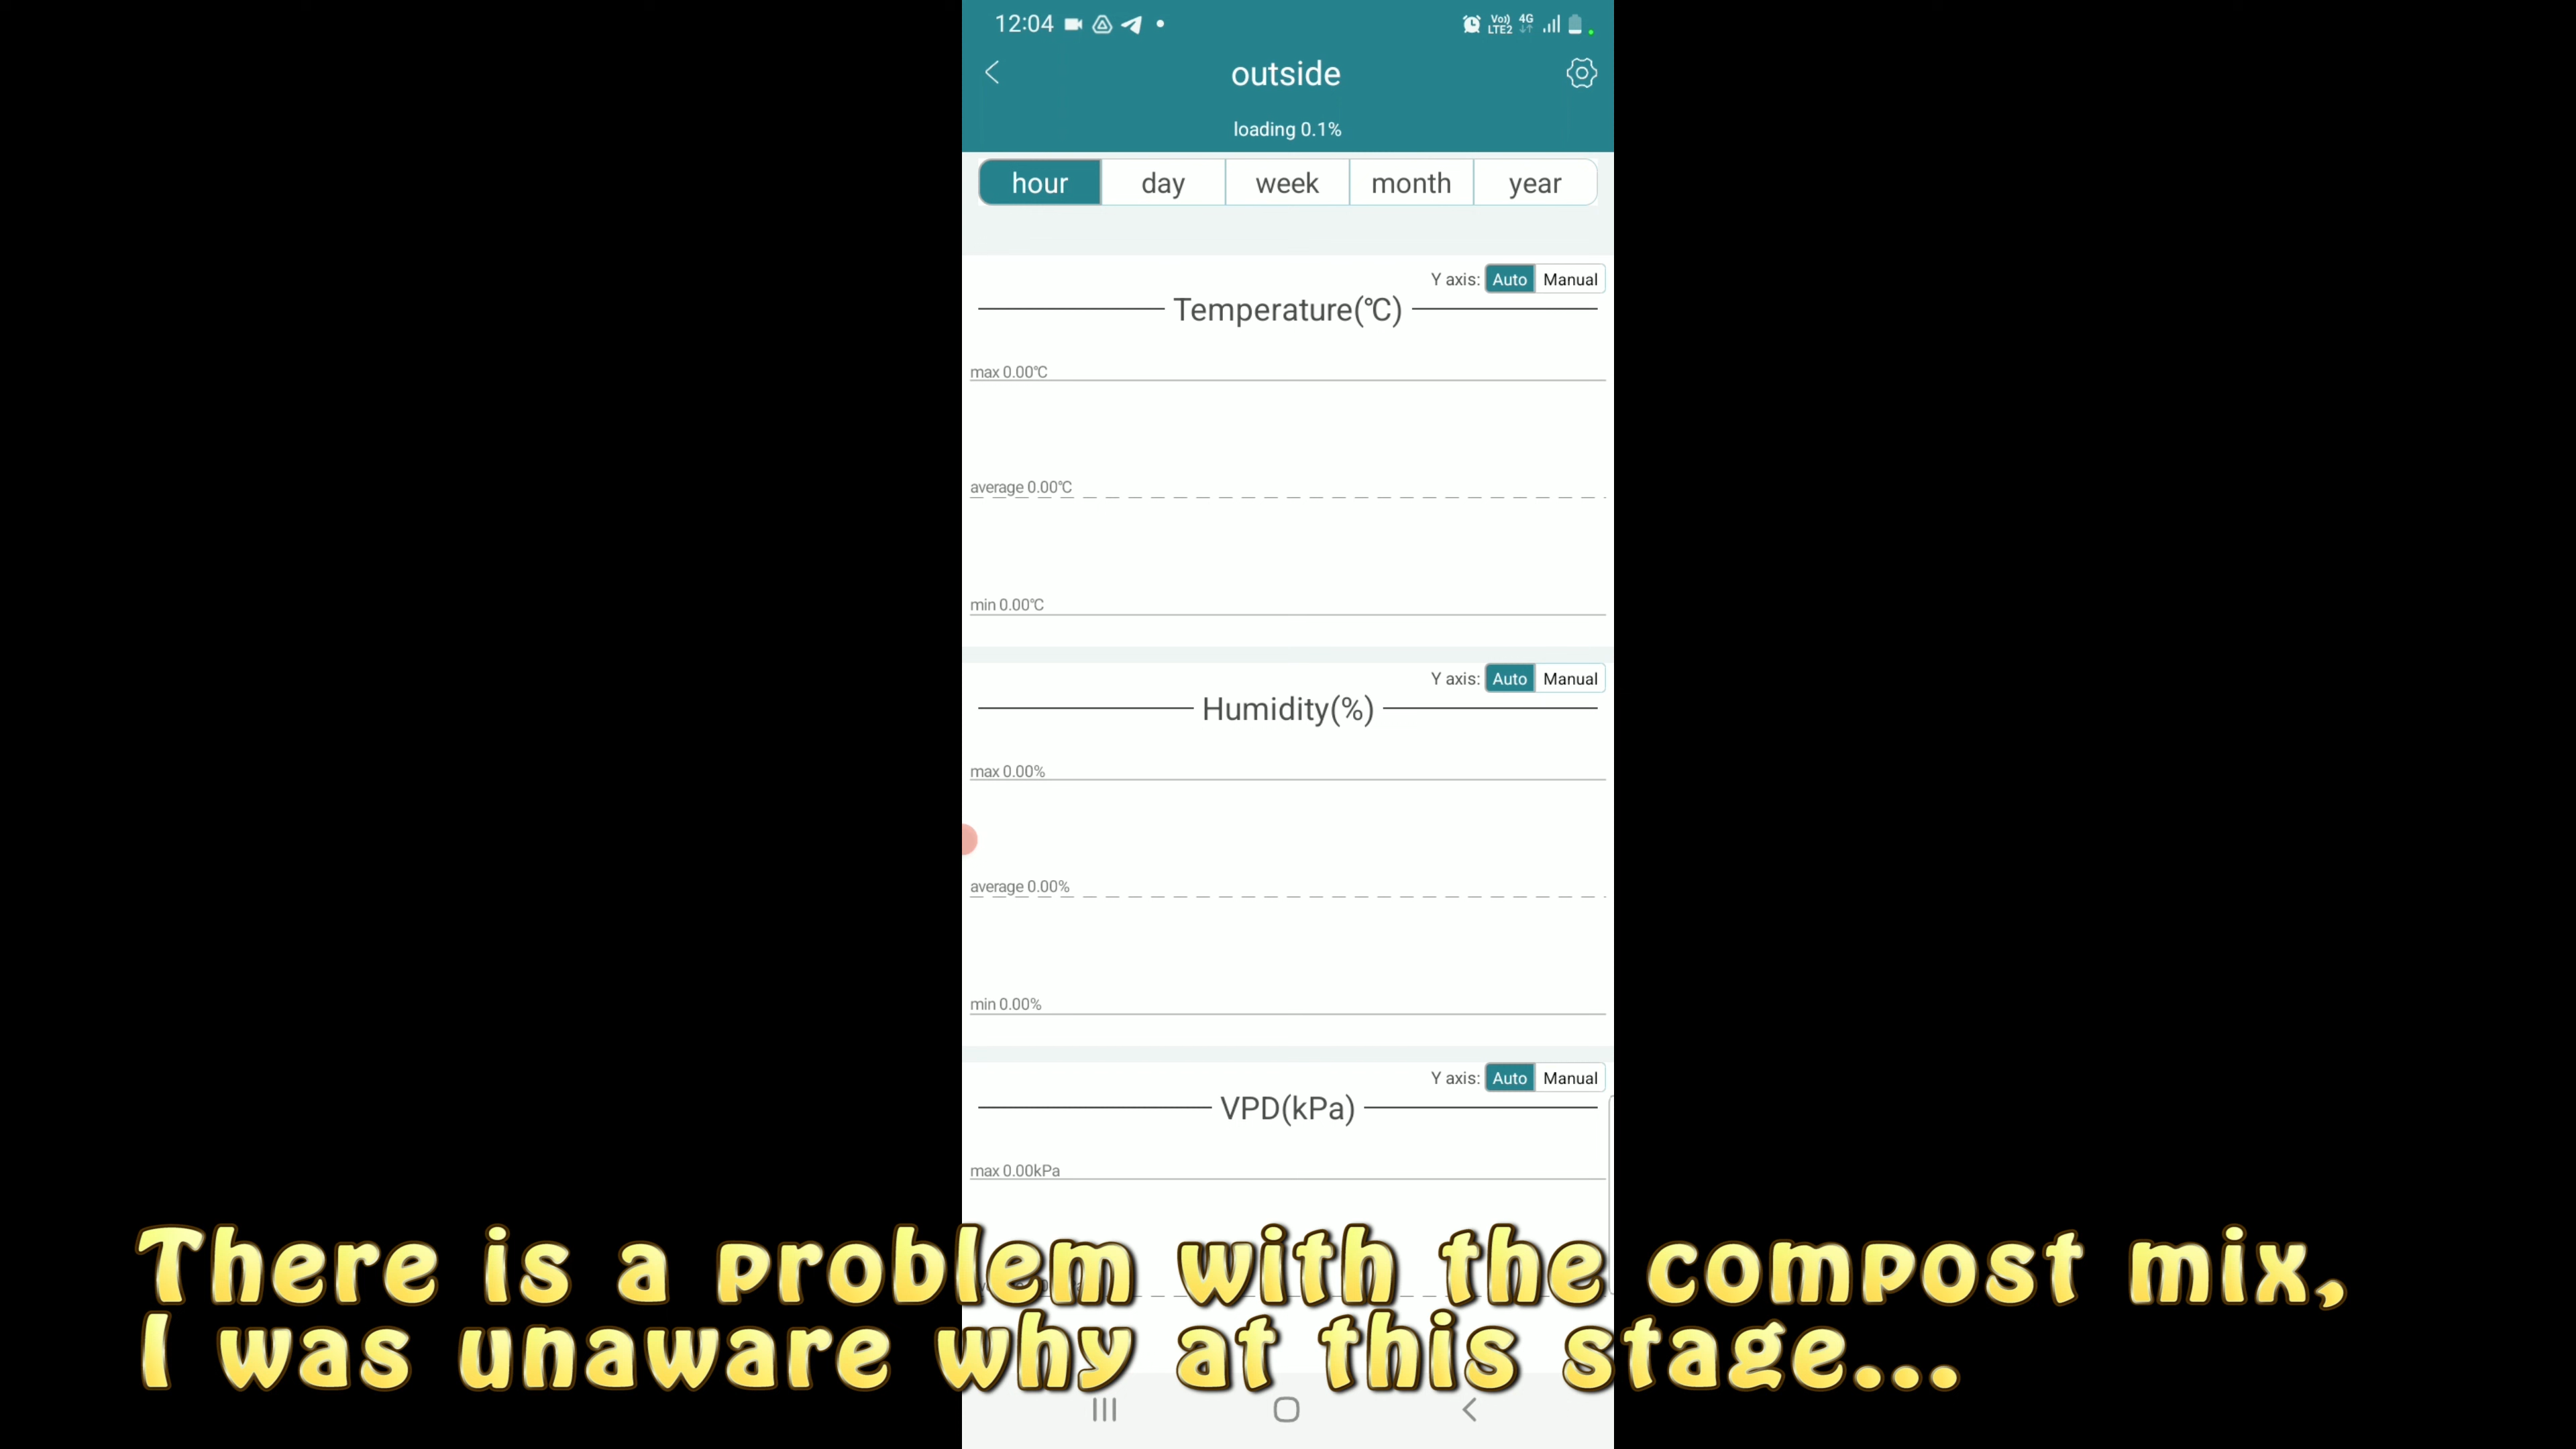 12:04
Vo)) LTE2 4G
outside
loading 0.1%
hour day week month year
Y axis: Auto Manual
Temperature(℃)
max 0.00℃
average 0.00℃
min 0.00℃
Y axis: Auto Manual
Humidity(%)
max 0.00%
average 0.00%
min 0.00%
Y axis: Auto Manual
VPD(kPa)
max 0.00kPa
There is a problem with the compost mix,
I was unaware why at this stage...